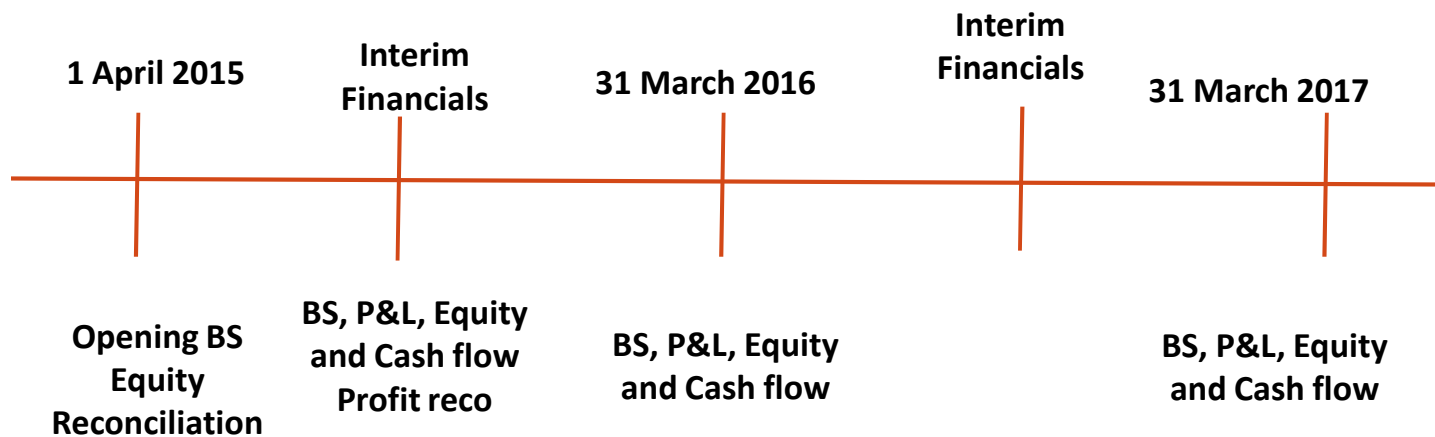 1 April 2015
Interim
Financials
31 March 2016
Interim
Financials
31 March 2017
Opening BS
Equity
Reconciliation
BS, P&L, Equity
and Cash flow
Profit reco
BS, P&L, Equity
and Cash flow
BS, P&L, Equity
and Cash flow